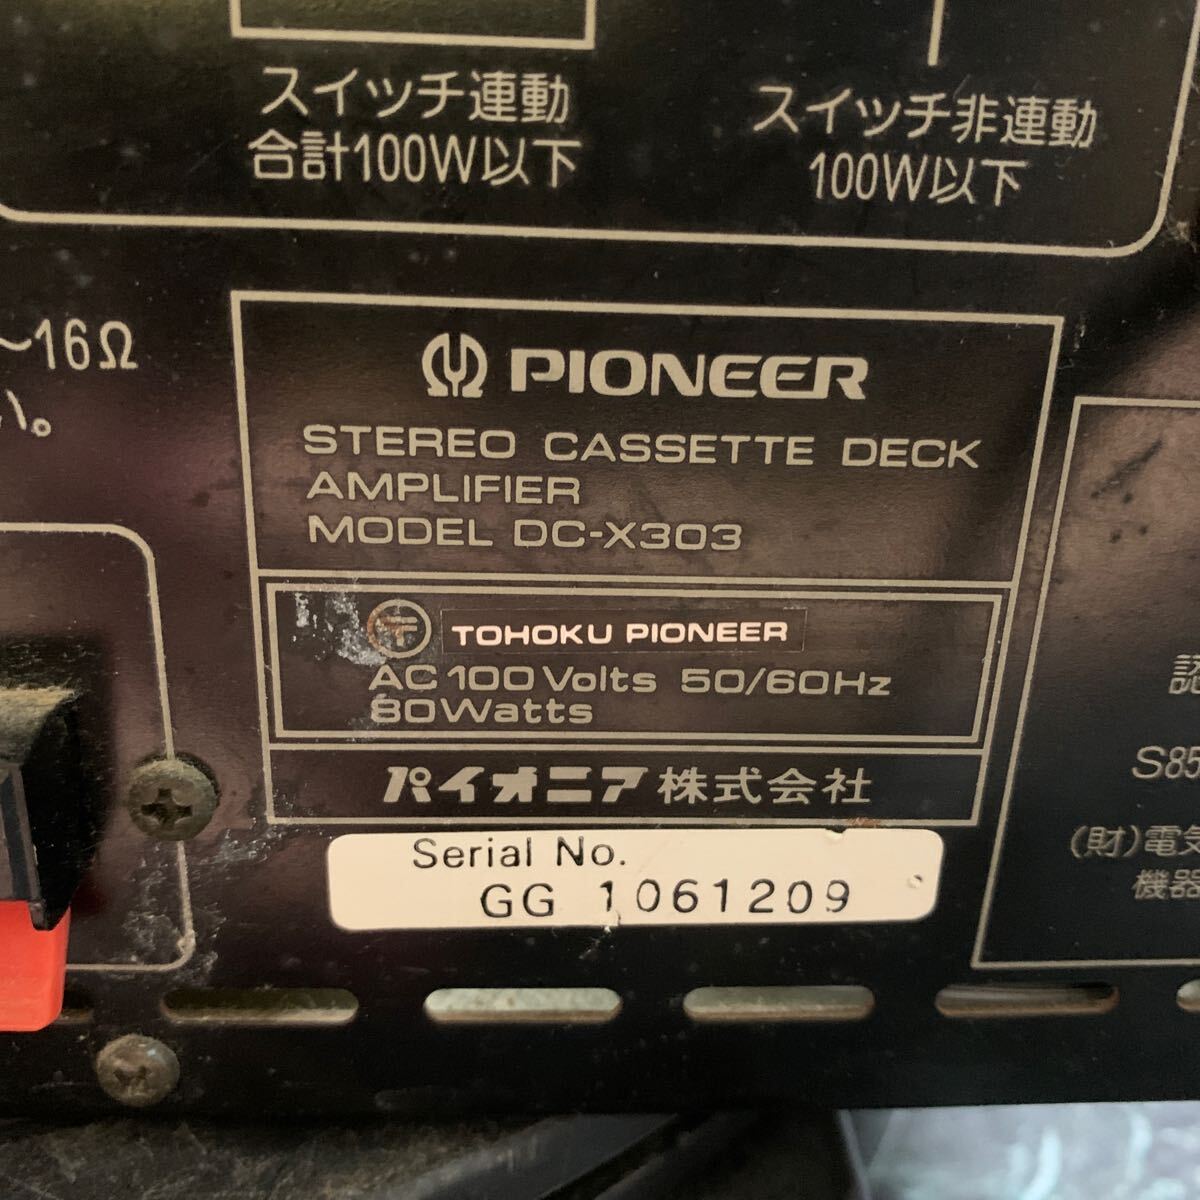 スイッチ連動
合計100W以下
スイッチ非連動
100W以下
〜16Ω
い。
PIONEER
STEREO CASSETTE DECK
AMPLIFIER
MODEL DC-X303
TOHOKU PIONEER
AC 100 Volts 50/60Hz
80Watts
パイオニア株式会社
Serial No.
GG 1061209
S85
(財)電気
機器